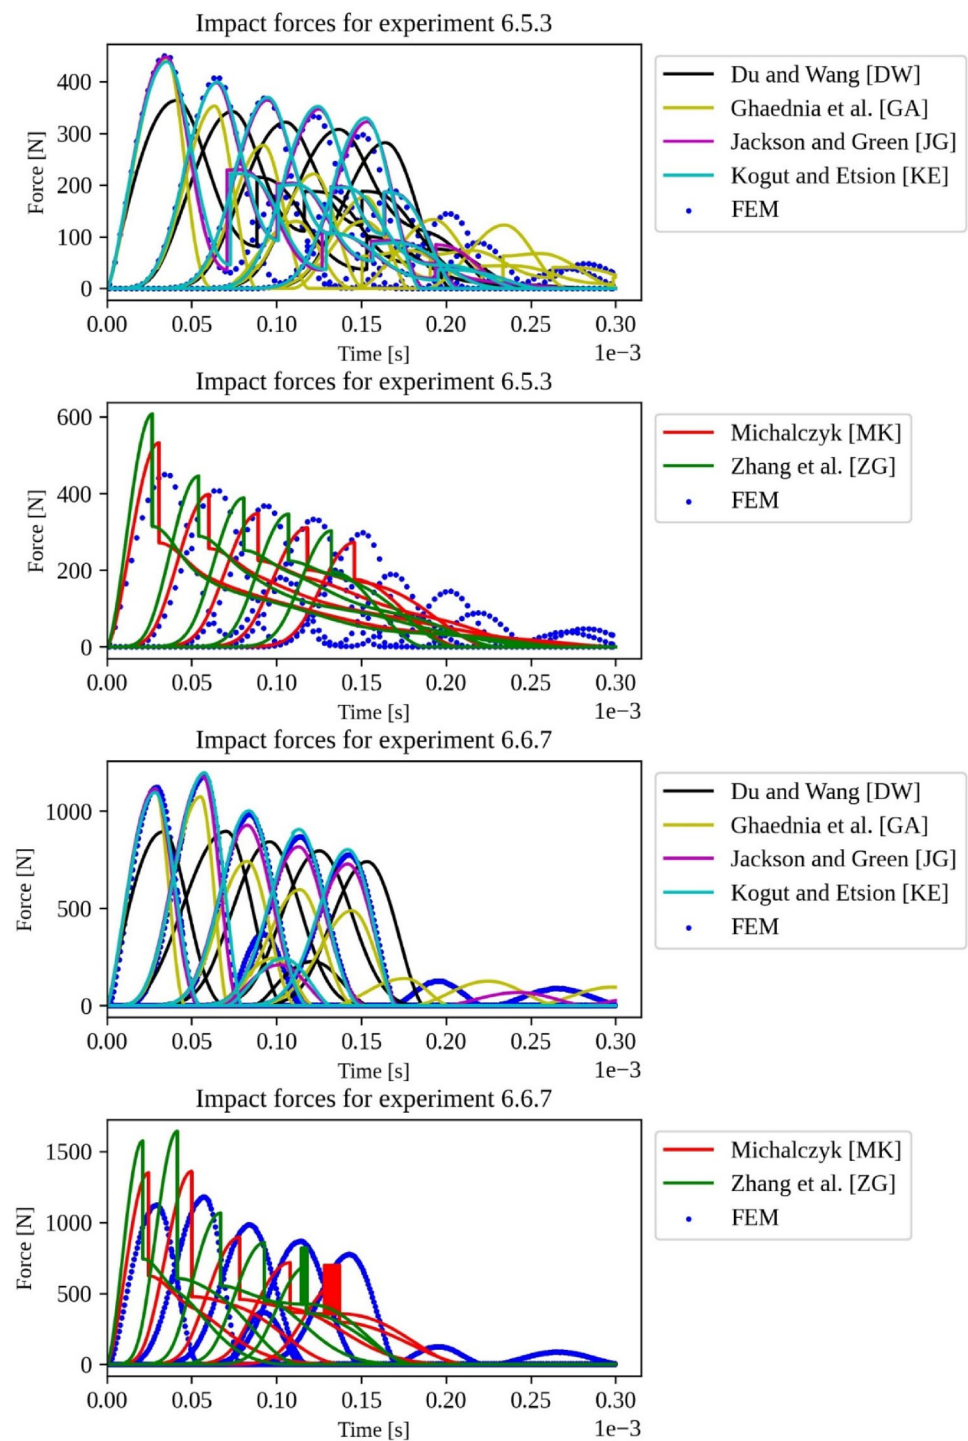 Impact forces for experiment 6.5.3
Force [N]
400
300
200
100
0
0.00 0.05 0.10 0.15 0.20 0.25 0.30
Time [s]
1e−3
Du and Wang [DW]
Ghaednia et al. [GA]
Jackson and Green [JG]
Kogut and Etsion [KE]
FEM
Impact forces for experiment 6.5.3
Force [N]
600
400
200
0
0.00 0.05 0.10 0.15 0.20 0.25 0.30
Time [s]
1e−3
Michalczyk [MK]
Zhang et al. [ZG]
FEM
Impact forces for experiment 6.6.7
Force [N]
1000
500
0
0.00 0.05 0.10 0.15 0.20 0.25 0.30
Time [s]
1e−3
Du and Wang [DW]
Ghaednia et al. [GA]
Jackson and Green [JG]
Kogut and Etsion [KE]
FEM
Impact forces for experiment 6.6.7
Force [N]
1500
1000
500
0
0.00 0.05 0.10 0.15 0.20 0.25 0.30
Time [s]
1e−3
Michalczyk [MK]
Zhang et al. [ZG]
FEM